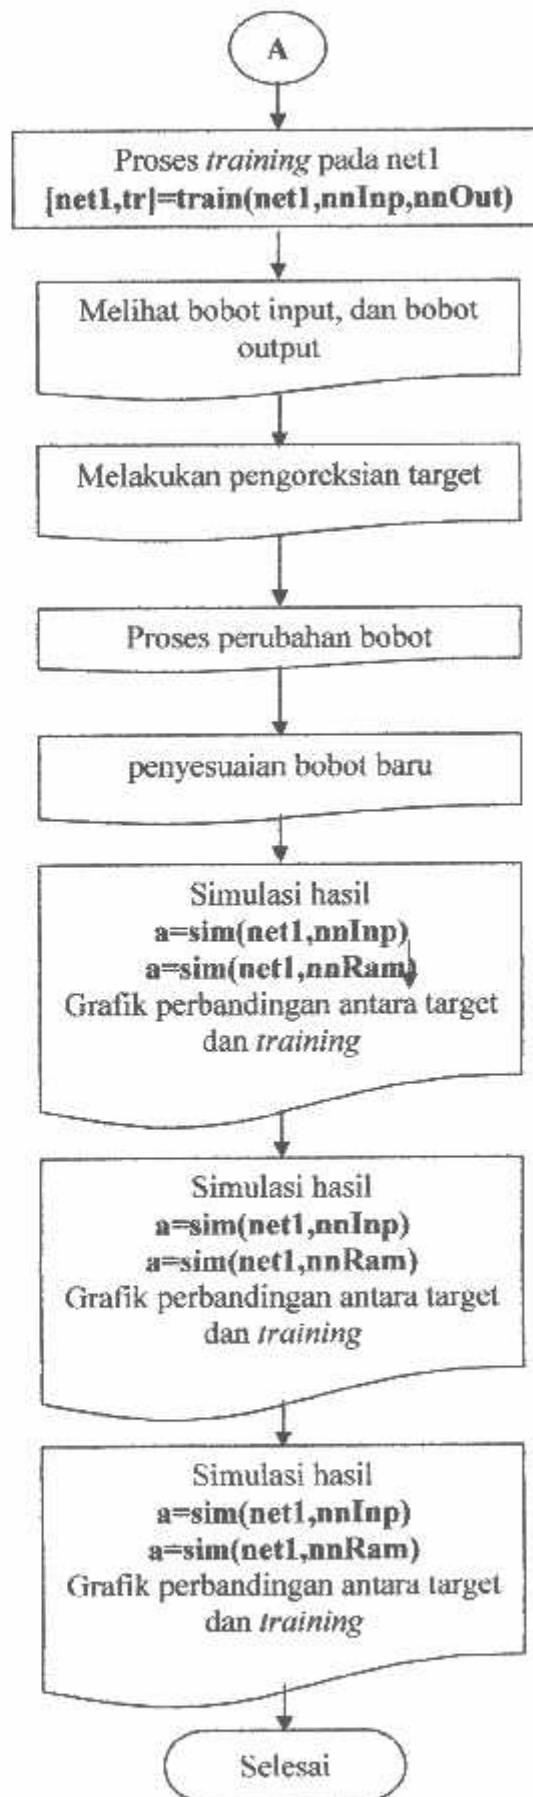 A
Proses training pada net1
[net1,tr]=train(net1,nnInp,nnOut)
Melihat bobot input, dan bobot
output
Melakukan pengoreksian target
Proses perubahan bobot
penyesuaian bobot baru
Simulasi hasil
a=sim(net1,nnInp)
a=sim(net1,nnRam)
Grafik perbandingan antara target
dan training
Simulasi hasil
a=sim(net1,nnInp)
a=sim(net1,nnRam)
Grafik perbandingan antara target
dan training
Simulasi hasil
a=sim(net1,nnInp)
a=sim(net1,nnRam)
Grafik perbandingan antara target
dan training
Selesai